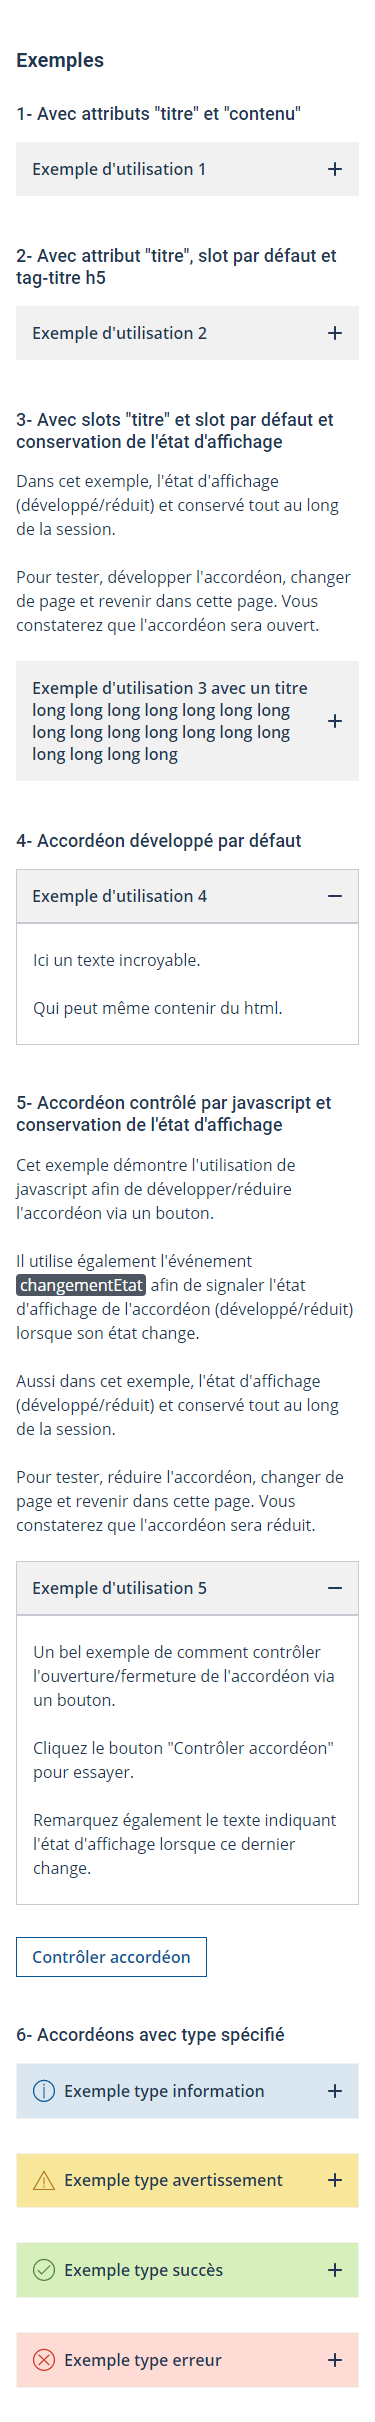 Exemples
1- Avec attributs "titre" et "contenu"
Exemple d'utilisation 1
2- Avec attribut "titre", slot par défaut et
tag-titre h5
Exemple d'utilisation 2
3- Avec slots "titre" et slot par défaut et
conservation de l'état d'affichage
Dans cet exemple, l'état d'affichage
(développé/réduit) et conservé tout au long
de la session.
Pour tester, développer l'accordéon, changer
de page et revenir dans cette page. Vous
constaterez que l'accordéon sera ouvert.
Exemple d'utilisation 3 avec un titre
long long long long long long long
long long long long long long long
long long long long
4- Accordéon développé par défaut
Exemple d'utilisation 4
Ici un texte incroyable.
Qui peut même contenir du html.
5- Accordéon contrôlé par javascript et
conservation de l'état d'affichage
Cet exemple démontre l'utilisation de
javascript afin de développer/réduire
l'accordéon via un bouton.
Il utilise également l'événement
changementEtat afin de signaler l'état
d'affichage de l'accordéon (développé/réduit)
lorsque son état change.
Aussi dans cet exemple, l'état d'affichage
(développé/réduit) et conservé tout au long
de la session.
Pour tester, réduire l'accordéon, changer de
page et revenir dans cette page. Vous
constaterez que l'accordéon sera réduit.
Exemple d'utilisation 5
Un bel exemple de comment contrôler
l'ouverture/fermeture de l'accordéon via
un bouton.
Cliquez le bouton "Contrôler accordéon"
pour essayer.
Remarquez également le texte indiquant
l'état d'affichage lorsque ce dernier
change.
Contrôler accordéon
6- Accordéons avec type spécifié
Exemple type information
Exemple type avertissement
Exemple type succès
Exemple type erreur